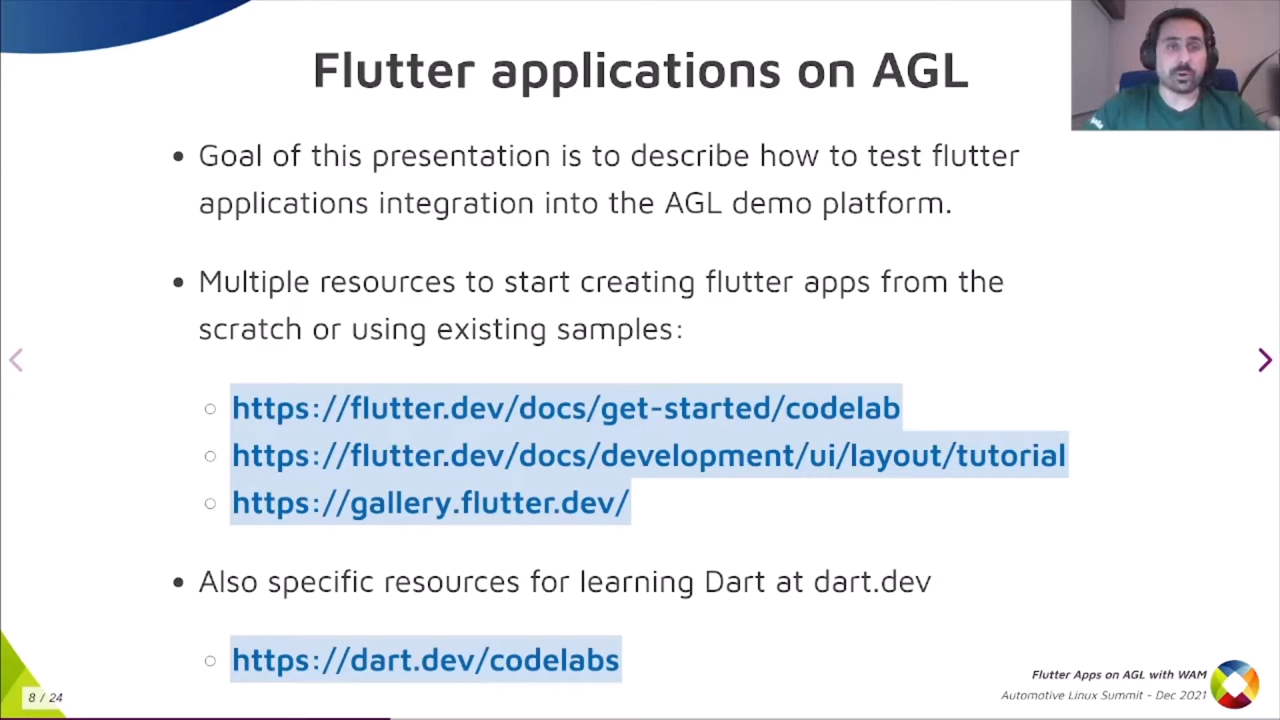 Flutter applications on AGL
Goal of this presentation is to describe how to test flutter
applications integration into the AGL demo platform.
Multiple resources to start creating flutter apps from the
scratch or using existing samples:
https://flutter.dev/docs/get-started/codelab
https://flutter.dev/docs/development/ui/layout/tutorial
https://gallery.flutter.dev/
Also specific resources for learning Dart at dart.dev
https://dart.dev/codelabs
8 / 24
Flutter Apps on AGL with WAM
Automotive Linux Summit - Dec 2021